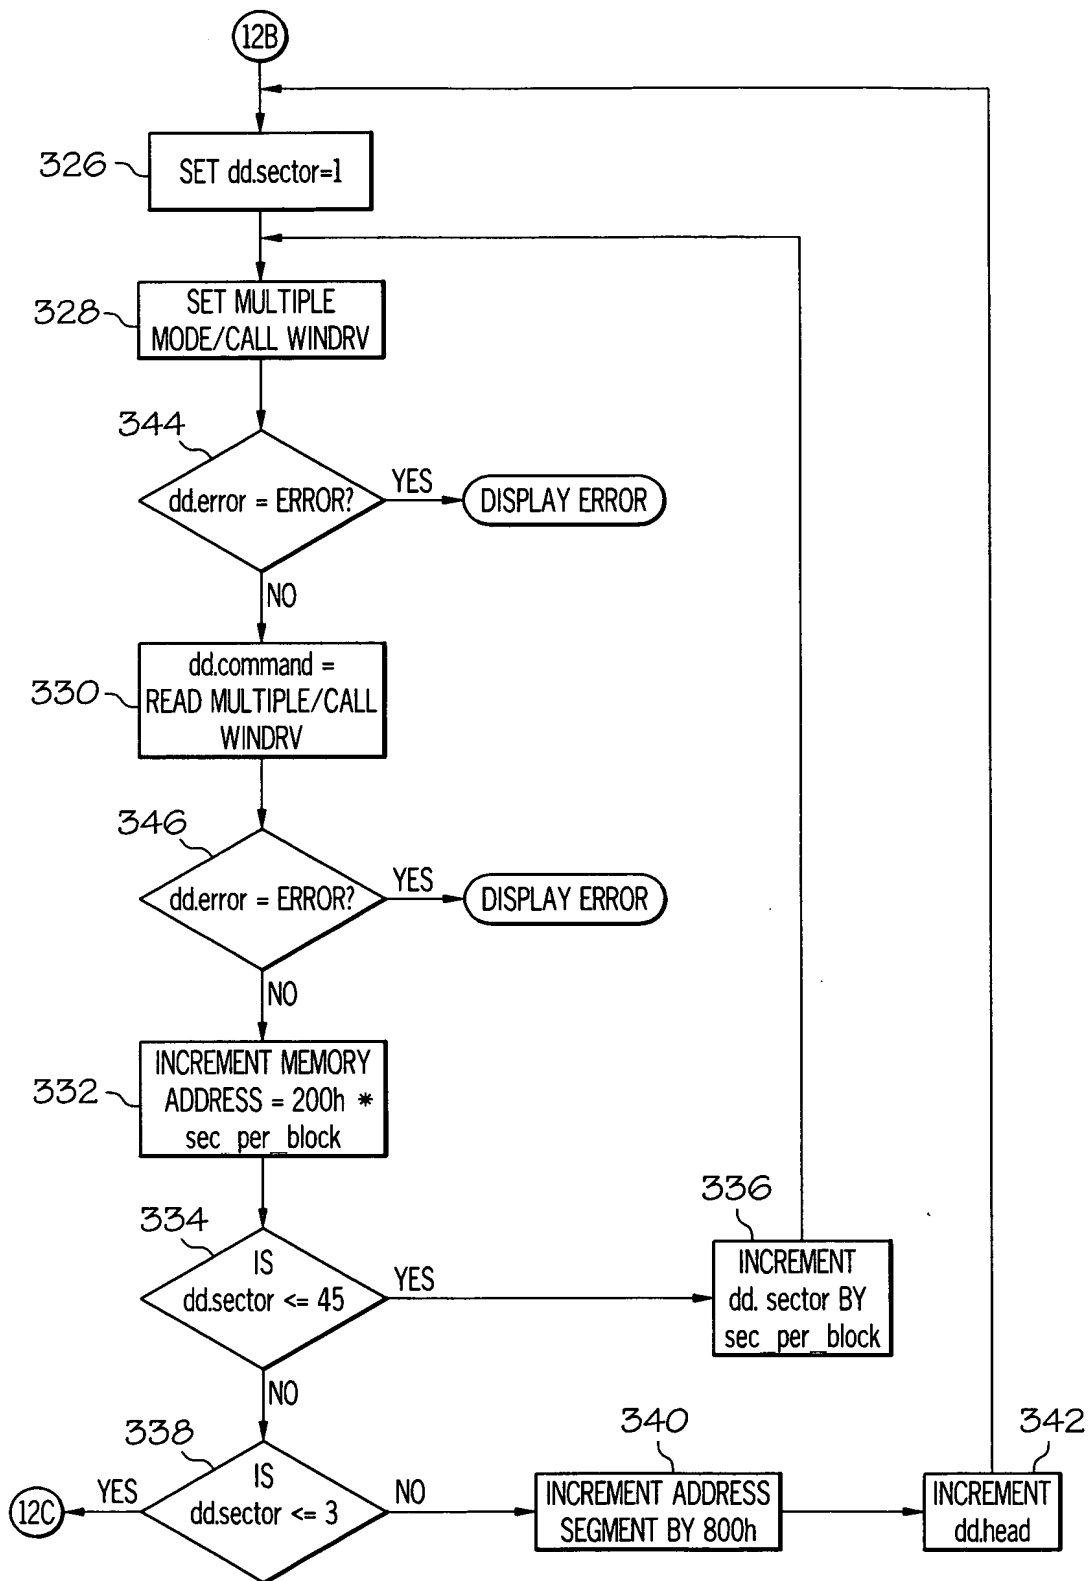 12B
326
SET dd.sector=1
328
SET MULTIPLE
MODE/CALL WINDRV
344
dd.error = ERROR?
YES
DISPLAY ERROR
NO
330
dd.command =
READ MULTIPLE/CALL
WINDRV
346
dd.error = ERROR?
YES
DISPLAY ERROR
NO
332
INCREMENT MEMORY
ADDRESS = 200h *
sec_per_block
334
IS
dd.sector <= 45
YES
336
INCREMENT
dd. sector BY
sec_per_block
NO
338
IS
dd.sector <= 3
YES
12C
NO
340
INCREMENT ADDRESS
SEGMENT BY 800h
342
INCREMENT
dd.head